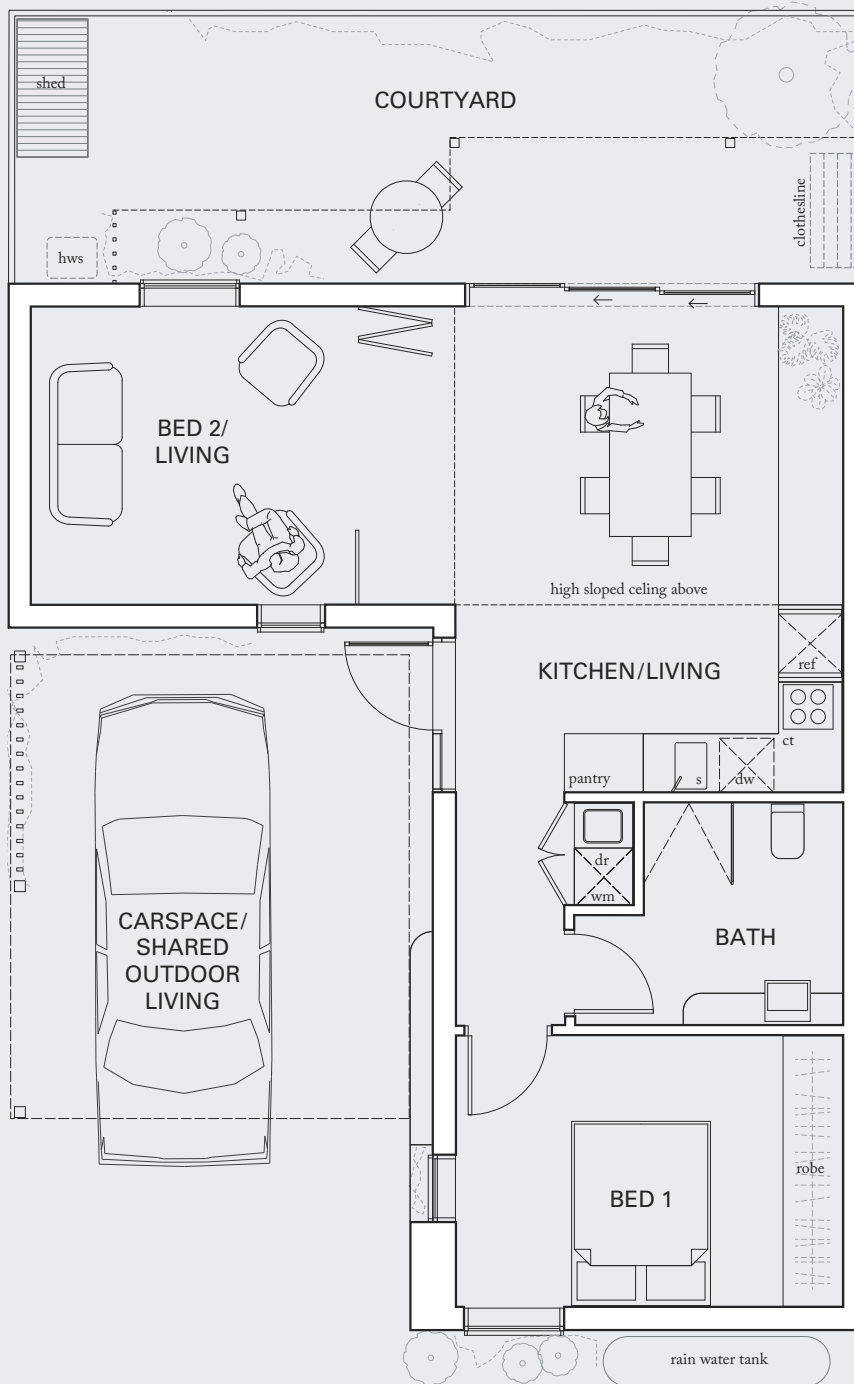 shed
COURTYARD
clothesline
hws
BED 2/
LIVING
high sloped celing above
KITCHEN/LIVING
ref
ct
pantry
s
dw
dr
wm
BATH
CARSPACE/
SHARED
OUTDOOR
LIVING
BED 1
robe
rain water tank